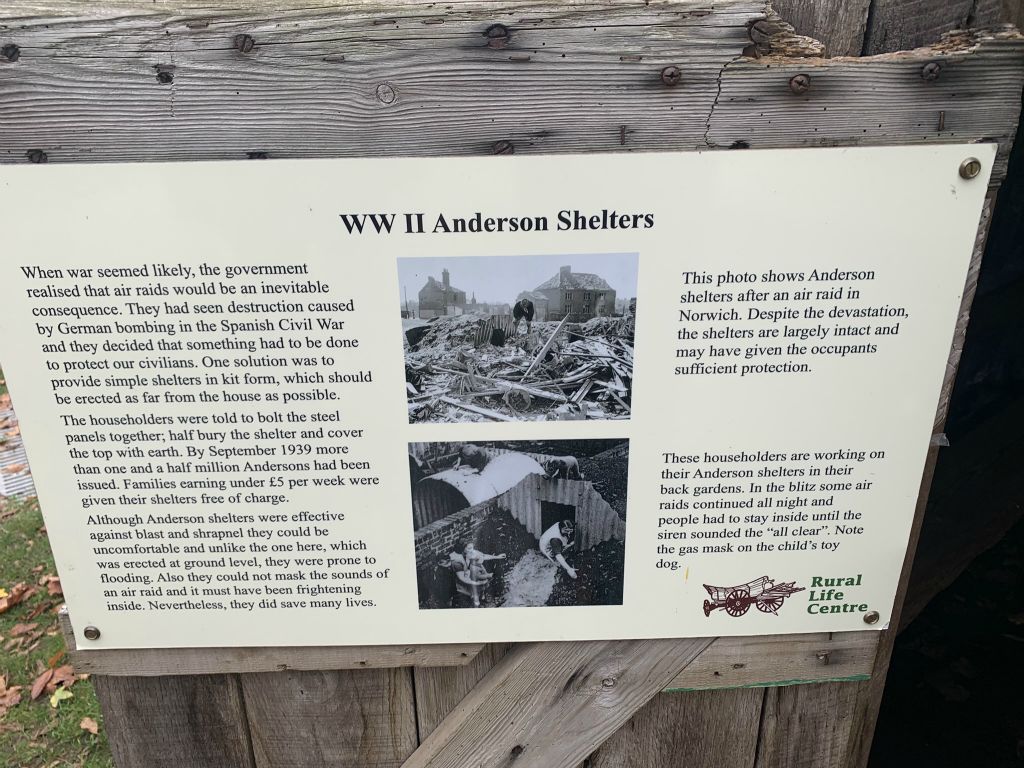 WW II Anderson Shelters
When war seemed likely, the government
realised that air raids would be an inevitable
consequence. They had seen destruction caused
by German bombing in the Spanish Civil War
and they decided that something had to be done
to protect our civilians. One solution was to
provide simple shelters in kit form, which should
be erected as far from the house as possible.
The householders were told to bolt the steel
panels together; half bury the shelter and cover
the top with earth. By September 1939 more
than one and a half million Andersons had been
issued. Families earning under £5 per week were
given their shelters free of charge.
Although Anderson shelters were effective
against blast and shrapnel they could be
uncomfortable and unlike the one here, which
was erected at ground level, they were prone to
flooding. Also they could not mask the sounds of
an air raid and it must have been frightening
inside. Nevertheless, they did save many lives.
This photo shows Anderson
shelters after an air raid in
Norwich. Despite the devastation,
the shelters are largely intact and
may have given the occupants
sufficient protection.
These householders are working on
their Anderson shelters in their
back gardens. In the blitz some air
raids continued all night and
people had to stay inside until the
siren sounded the “all clear”. Note
the gas mask on the child’s toy
dog.
Rural
Life
Centre